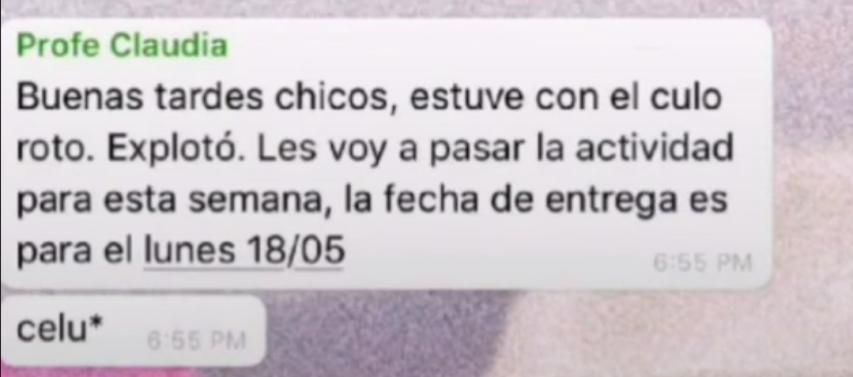 Profe Claudia
Buenas tardes chicos, estuve con el culo
roto. Explotó. Les voy a pasar la actividad
para esta semana, la fecha de entrega es
para el lunes 18/05
6:55 PM
celu*
6:55 PM